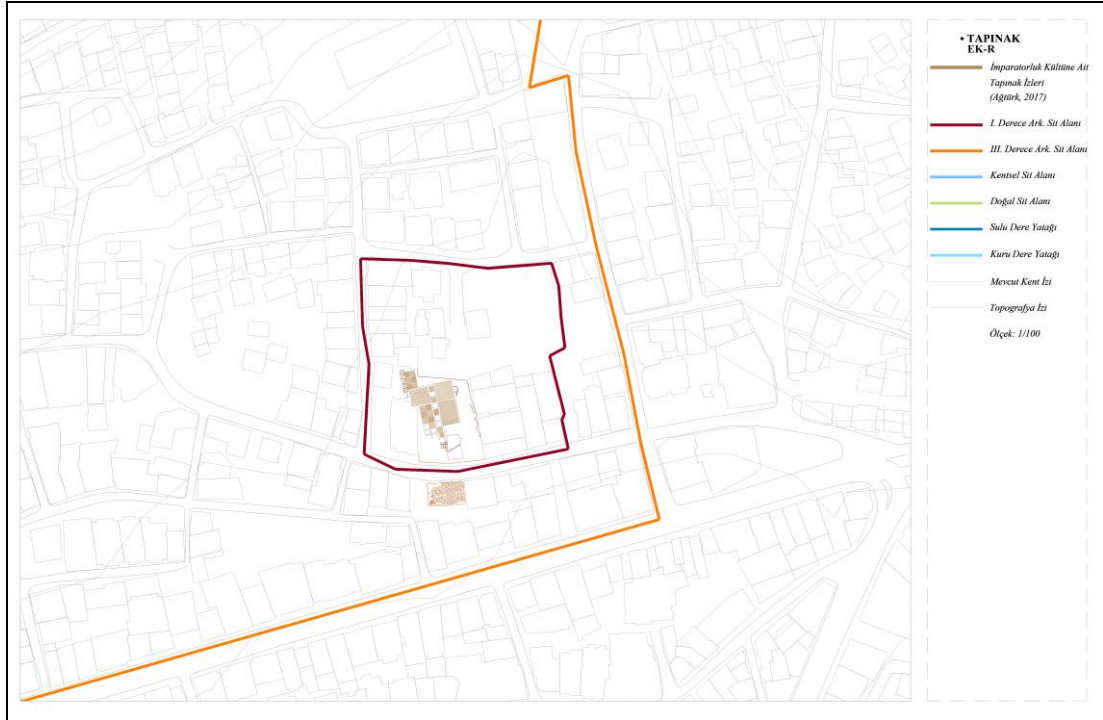 • TAPINAK
EK-R
İmparatorluk Kültüne Ait
Tapınak İzleri
(Ağtürk, 2017)
I. Derece Ark. Sit Alanı
III. Derece Ark. Sit Alanı
Kentsel Sit Alanı
Doğal Sit Alanı
Sulu Dere Yatağı
Kuru Dere Yatağı
Mevcut Kent İzi
Topografya İzi
Ölçek: 1/100